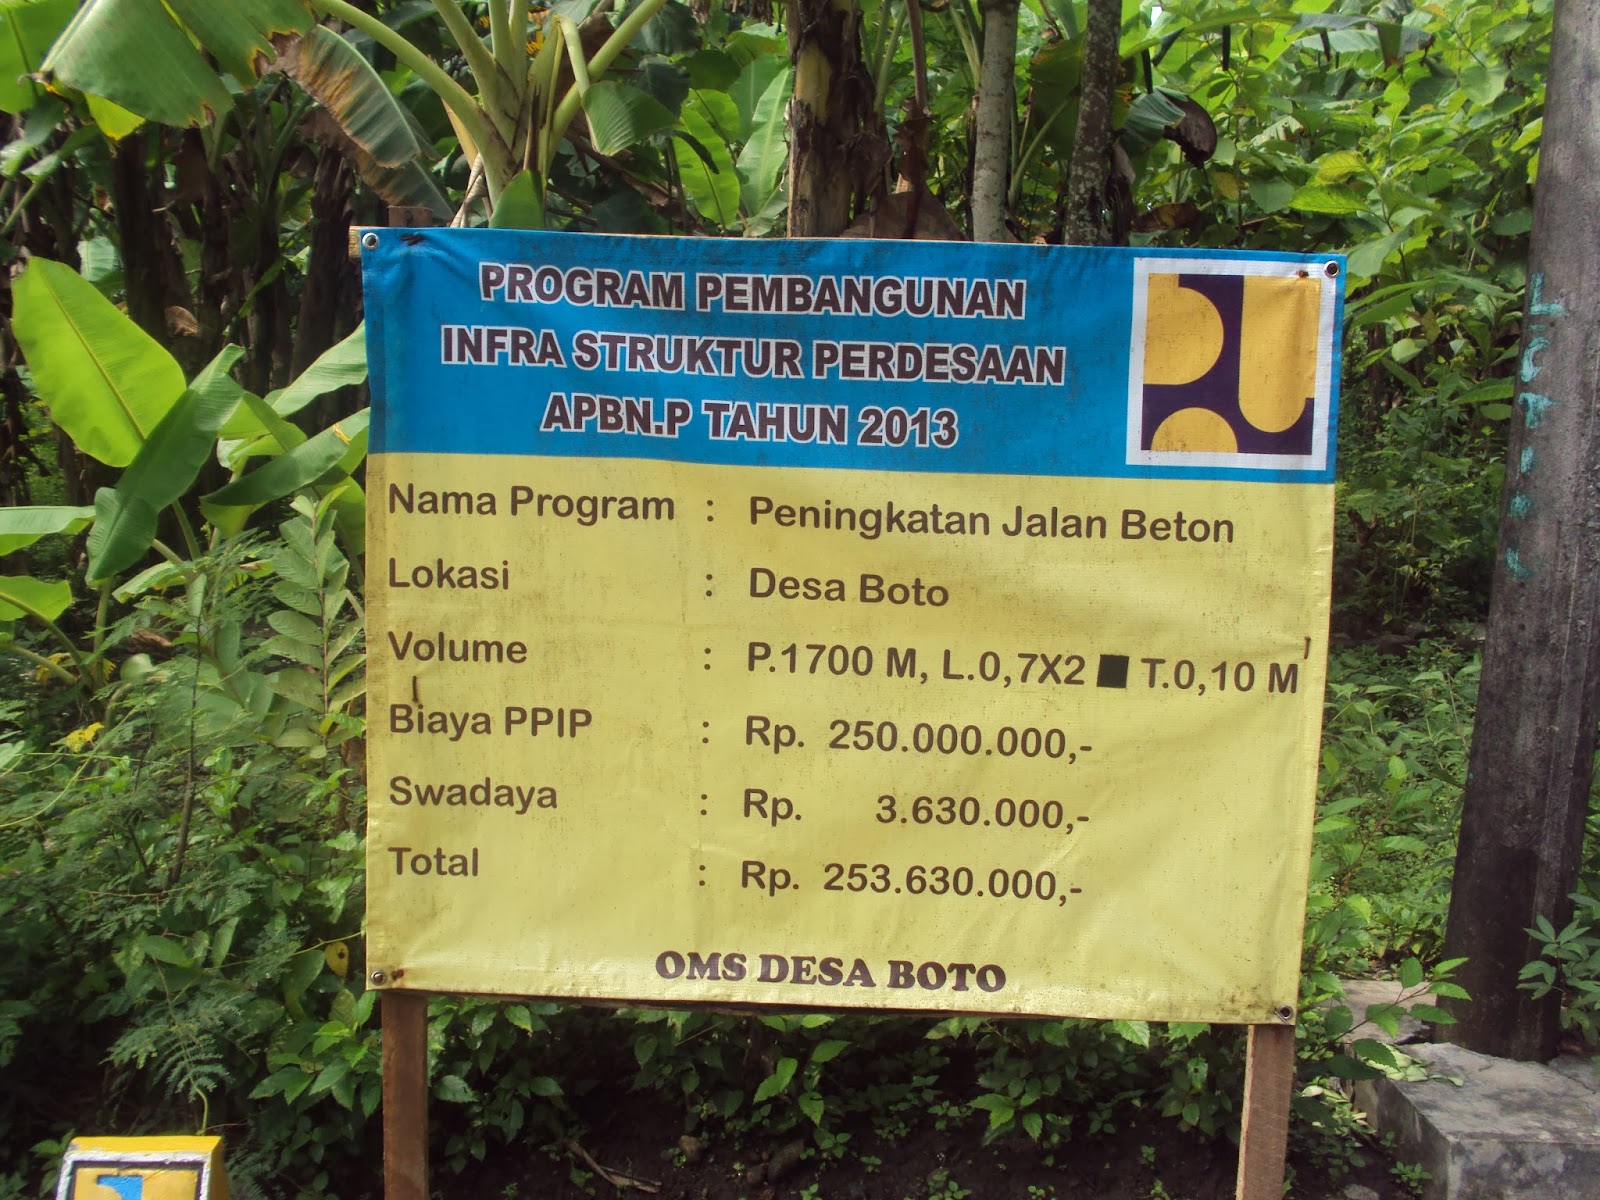 PROGRAM PEMBANGUNAN
INFRA STRUKTUR PERDESAAN
APBN.P TAHUN 2013
Nama Program : Peningkatan Jalan Beton
Lokasi : Desa Boto
Volume : P.1700 M, L.0,7X2 ■ T.0,10 M
Biaya PPIP : Rp. 250.000.000,-
Swadaya : Rp. 3.630.000,-
Total : Rp. 253.630.000,-
OMS DESA BOTO